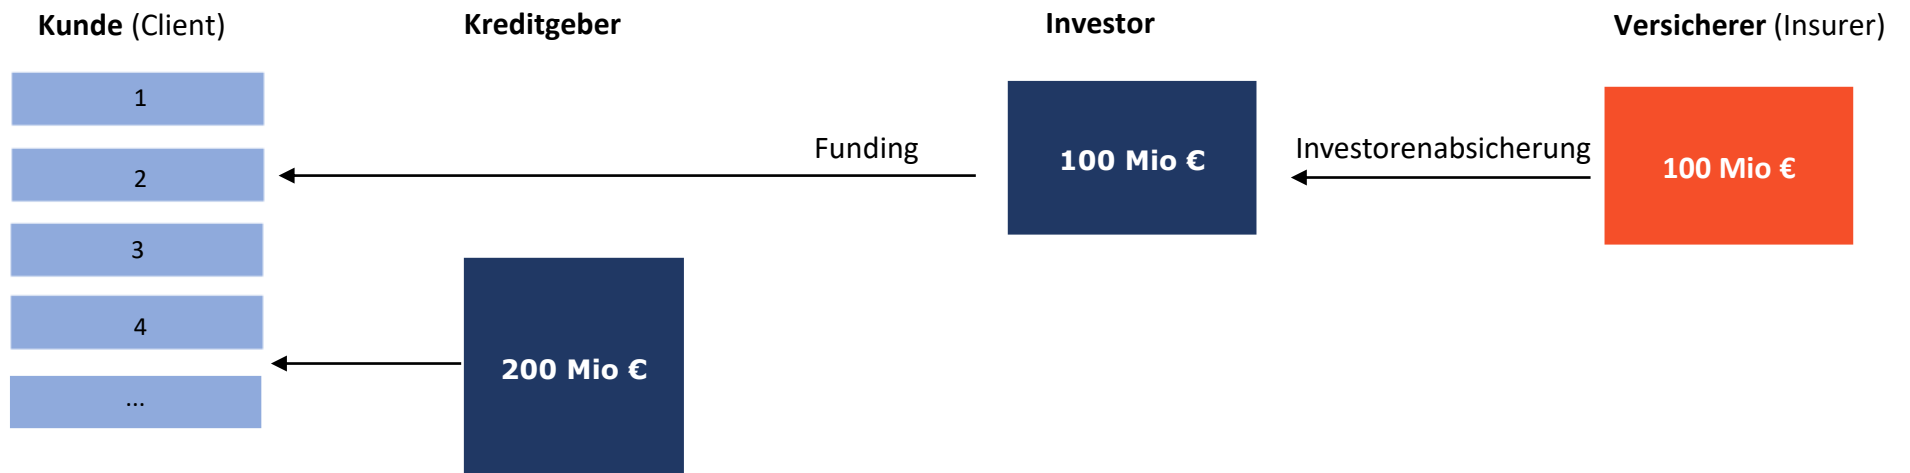 Kunde (Client)
Kreditgeber
Investor
Versicherer (Insurer)
1
2
3
4
...
Funding
100 Mio €
Investorenabsicherung
100 Mio €
200 Mio €